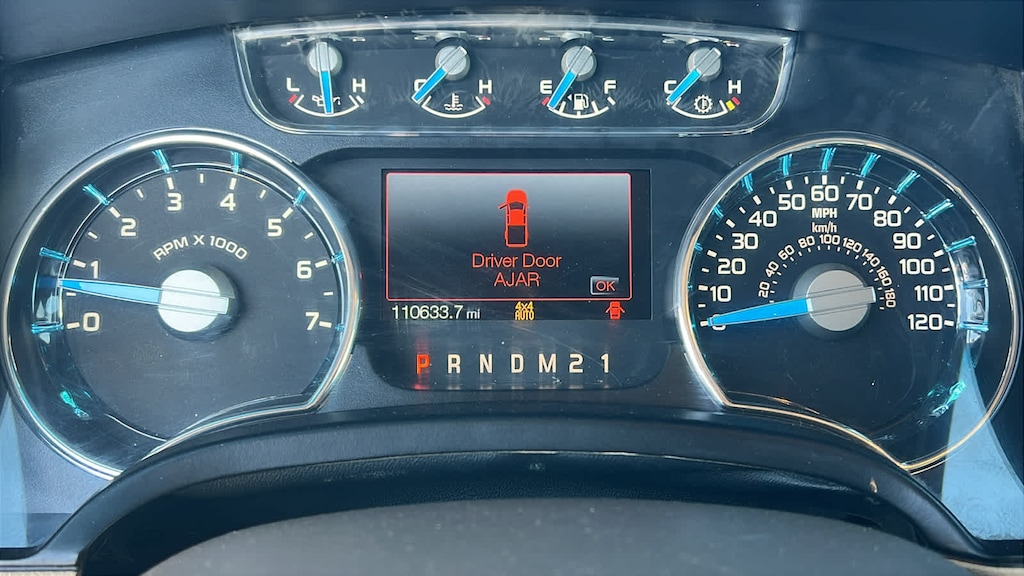 L H
C H
E F
C H
0 1 2 3 4 5 6 7
RPM X 1000
Driver Door
AJAR
OK
110633.7 mi
4x4
AUTO
P R N D M 2 1
0 10 20 30 40 50 60 70 80 90 100 110 120
MPH
km/h
20 40 60 80 100 120 140 160 180